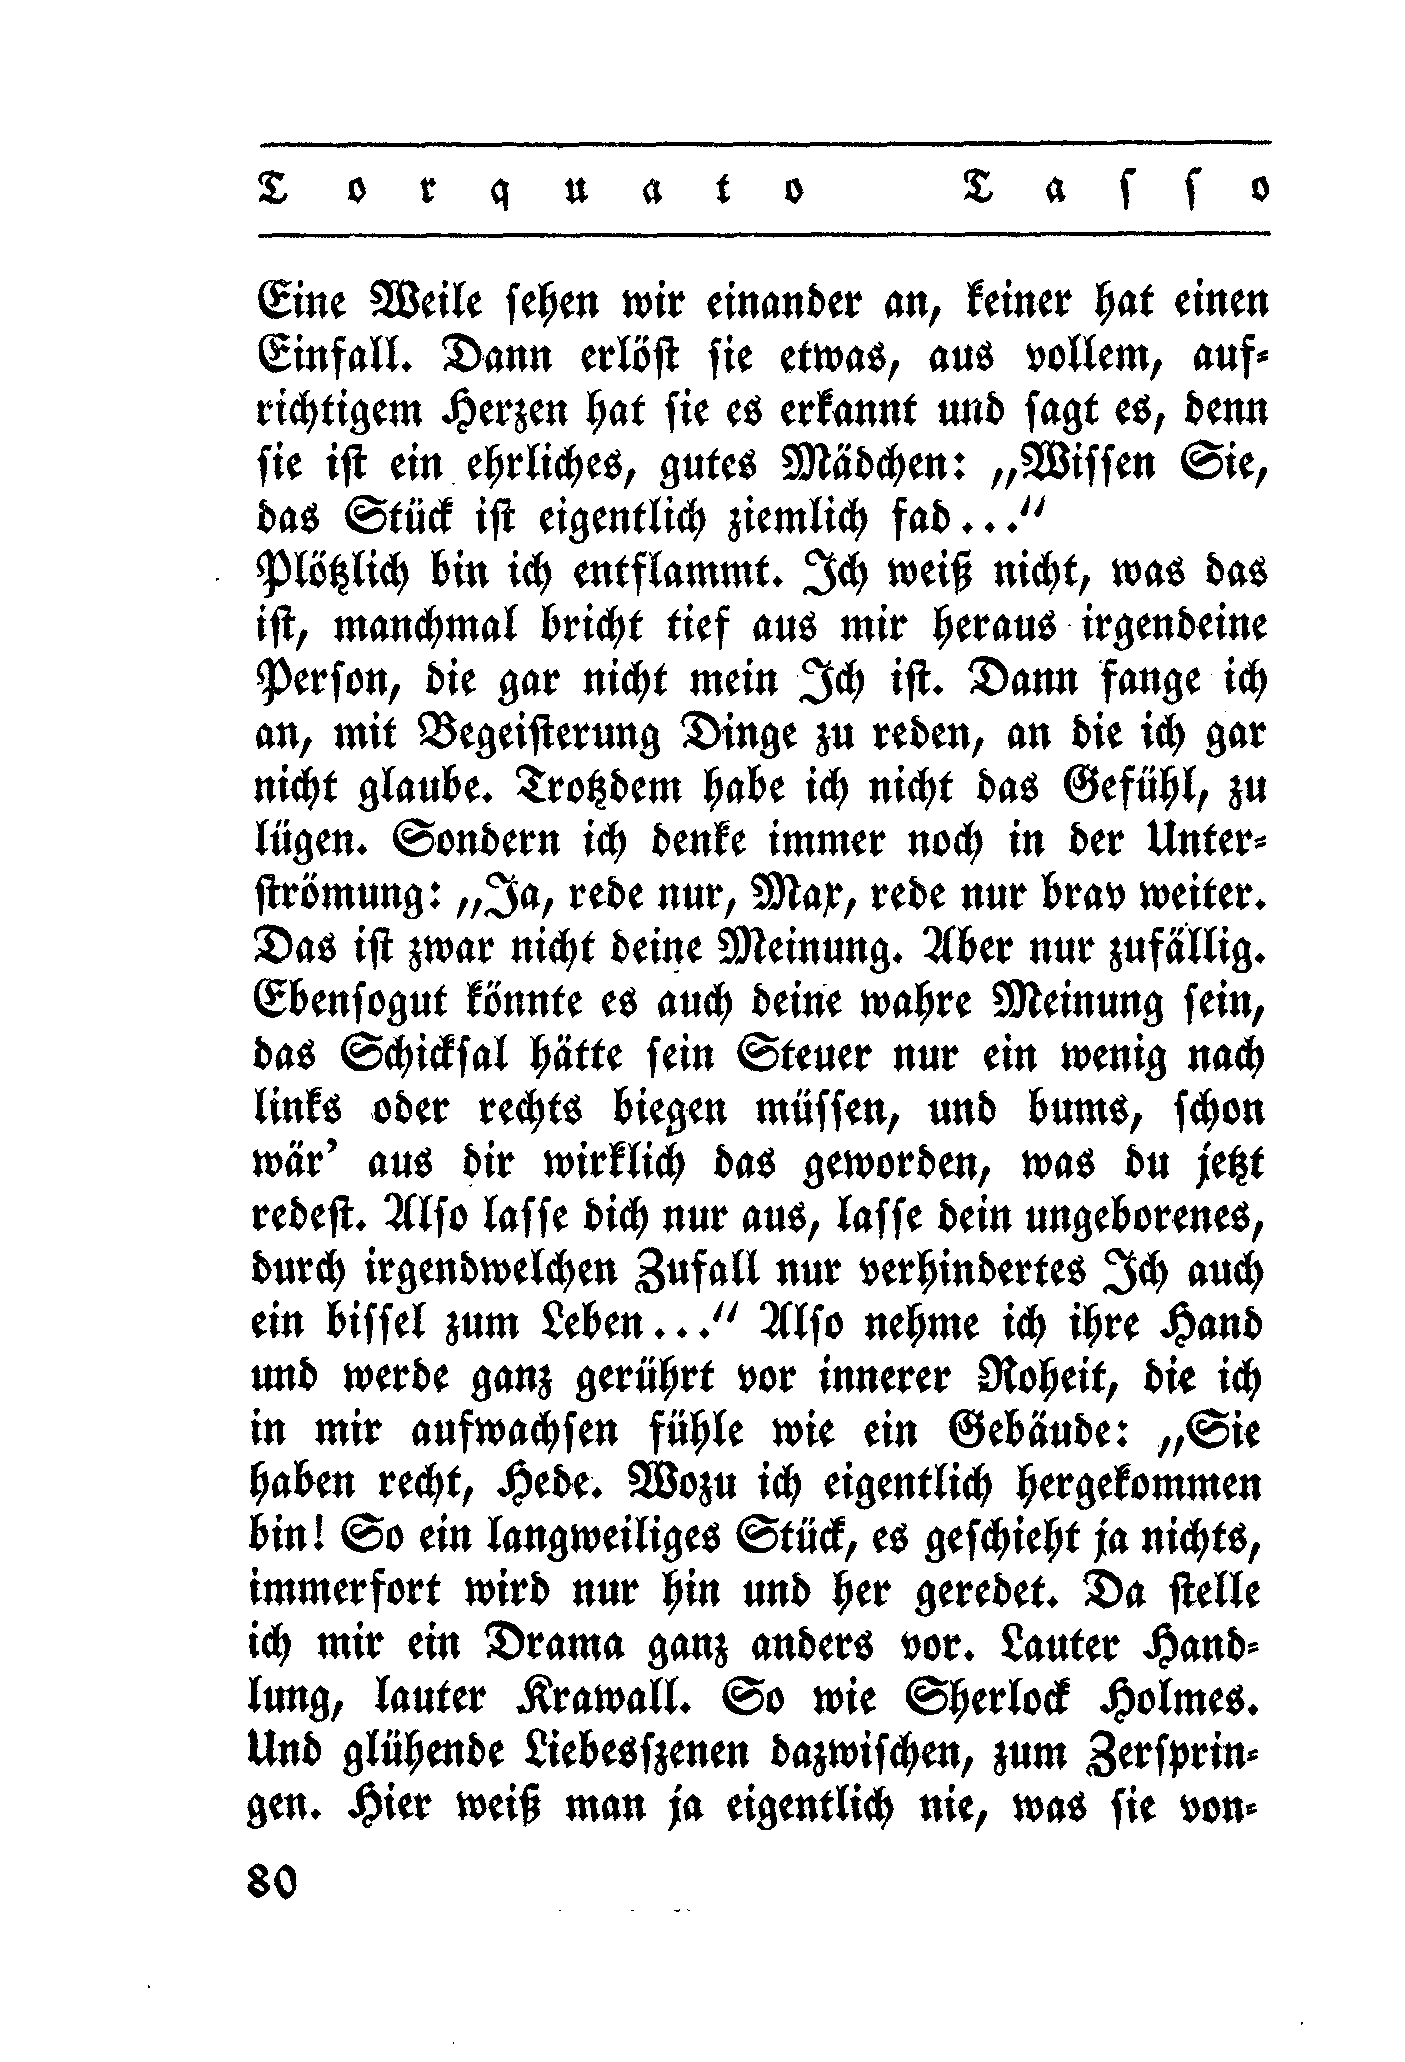 Torquato Tasso
Eine Weile sehen wir einander an, keiner hat einen
Einfall. Dann erlöst sie etwas, aus vollem, auf-
richtigem Herzen hat sie es erkannt und sagt es, denn
sie ist ein ehrliches, gutes Mädchen: „Wissen Sie,
das Stück ist eigentlich ziemlich fad...“
Plötzlich bin ich entflammt. Ich weiß nicht, was das
ist, manchmal bricht tief aus mir heraus irgendeine
Person, die gar nicht mein Ich ist. Dann fange ich
an, mit Begeisterung Dinge zu reden, an die ich gar
nicht glaube. Trotzdem habe ich nicht das Gefühl, zu
lügen. Sondern ich denke immer noch in der Unter-
strömung: „Ja, rede nur, Max, rede nur brav weiter.
Das ist zwar nicht deine Meinung. Aber nur zufällig.
Ebensogut könnte es auch deine wahre Meinung sein,
das Schicksal hätte sein Steuer nur ein wenig nach
links oder rechts biegen müssen, und bums, schon
wär’ aus dir wirklich das geworden, was du jetzt
redest. Also lasse dich nur aus, lasse dein ungeborenes,
durch irgendwelchen Zufall nur verhindertes Ich auch
ein bissel zum Leben...“ Also nehme ich ihre Hand
und werde ganz gerührt vor innerer Roheit, die ich
in mir aufwachsen fühle wie ein Gebäude: „Sie
haben recht, Hede. Wozu ich eigentlich hergekommen
bin! So ein langweiliges Stück, es geschieht ja nichts,
immerfort wird nur hin und her geredet. Da stelle
ich mir ein Drama ganz anders vor. Lauter Hand-
lung, lauter Krawall. So wie Sherlock Holmes.
Und glühende Liebesszenen dazwischen, zum Zersprin-
gen. Hier weiß man ja eigentlich nie, was sie von-
80